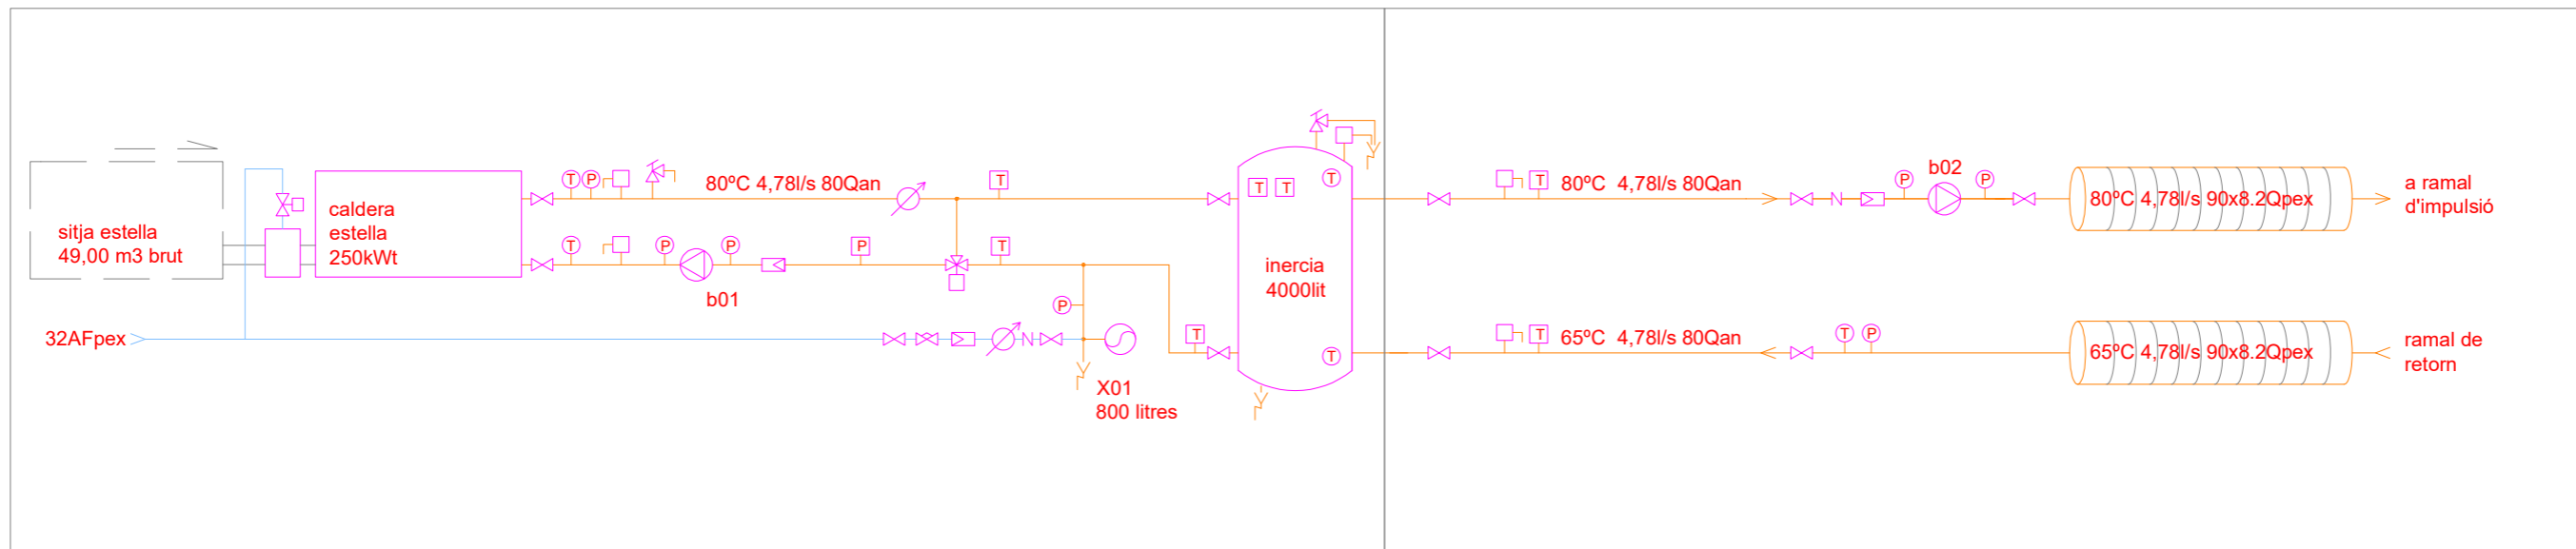 sitja estella
49,00 m3 brut
caldera
estella
250kWt
32AFpex
T
P
80ºC 4,78l/s 80Qan
T
T
P
P
b01
P
T
P
N
X01
800 litres
T
T
T
T
inercia
4000lit
T
T
80ºC 4,78l/s 80Qan
N
P
b02
P
80ºC 4,78l/s 90x8.2Qpex
a ramal
d'impulsió
T
65ºC 4,78l/s 80Qan
T
P
65ºC 4,78l/s 90x8.2Qpex
ramal de
retorn